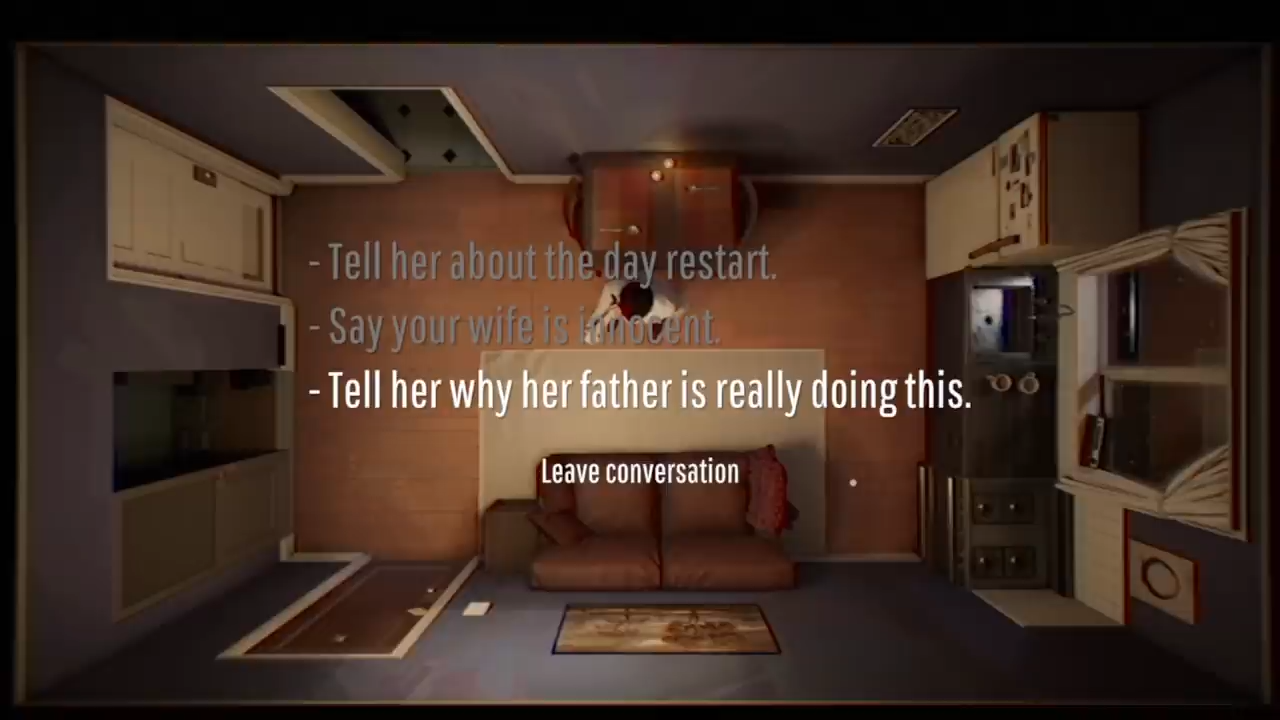 - Tell her about the day restart.
- Say your wife is innocent.
- Tell her why her father is really doing this.
Leave conversation